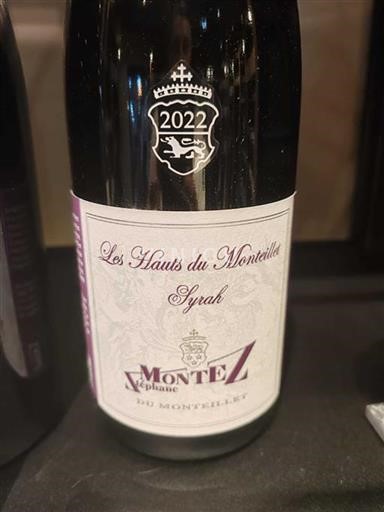 2022
Les Hauts du Monteillet
Syrah
MONTEZ
Stéphane
DU MONTEILLET